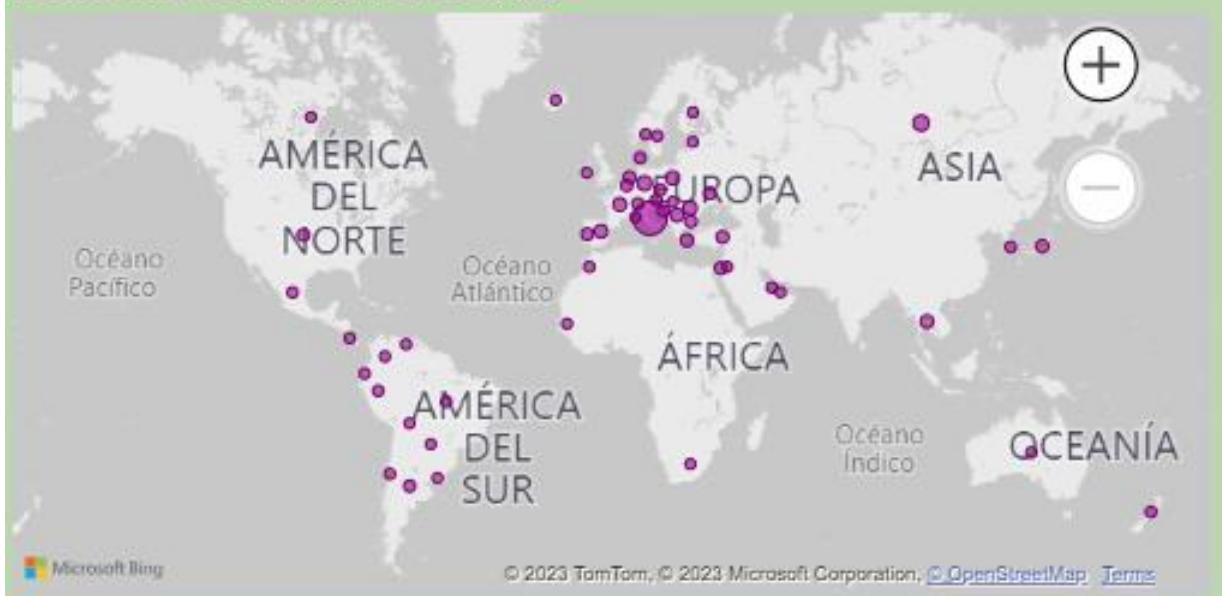 AMÉRICA
DEL
NORTE
EUROPA
ASIA
Océano
Pacífico
Océano
Atlántico
ÁFRICA
AMÉRICA
DEL
SUR
Océano
Índico
OCEANÍA
Microsoft Bing
© 2023 TomTom, © 2023 Microsoft Corporation, © OpenStreetMap Terms